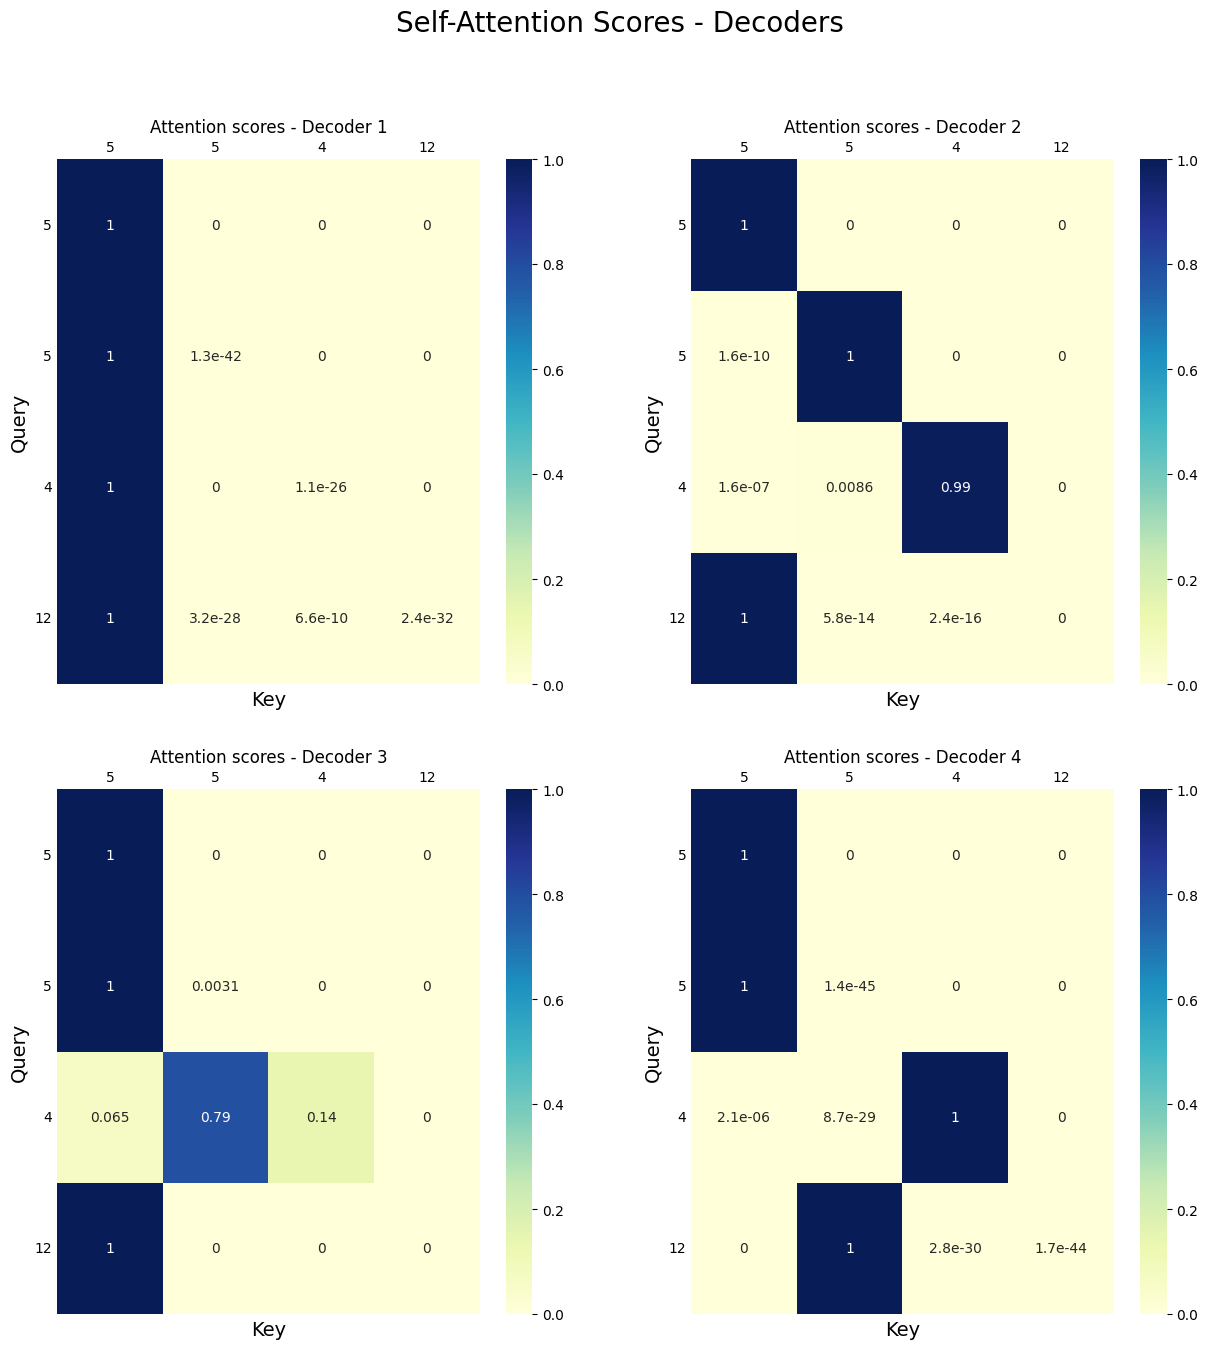 Self-Attention Scores - Decoders
Attention scores - Decoder 1
5 5 4 12
5 1 0 0 0
5 1 1.3e-42 0 0
4 1 0 1.1e-26 0
12 1 3.2e-28 6.6e-10 2.4e-32
Query
Key
1.0
0.8
0.6
0.4
0.2
0.0
Attention scores - Decoder 2
5 5 4 12
5 1 0 0 0
5 1.6e-10 1 0 0
4 1.6e-07 0.0086 0.99 0
12 1 5.8e-14 2.4e-16 0
Query
Key
1.0
0.8
0.6
0.4
0.2
0.0
Attention scores - Decoder 3
5 5 4 12
5 1 0 0 0
5 1 0.0031 0 0
4 0.065 0.79 0.14 0
12 1 0 0 0
Query
Key
1.0
0.8
0.6
0.4
0.2
0.0
Attention scores - Decoder 4
5 5 4 12
5 1 0 0 0
5 1 1.4e-45 0 0
4 2.1e-06 8.7e-29 1 0
12 0 1 2.8e-30 1.7e-44
Query
Key
1.0
0.8
0.6
0.4
0.2
0.0